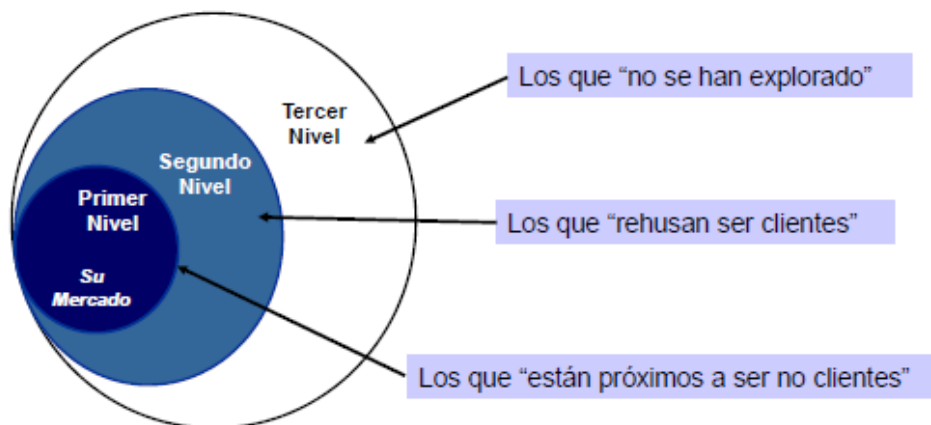 Los que “no se han explorado”
Tercer
Nivel
Segundo
Nivel
Primer
Nivel
Los que “rehusan ser clientes”
Su
Mercado
Los que “están próximos a ser no clientes”